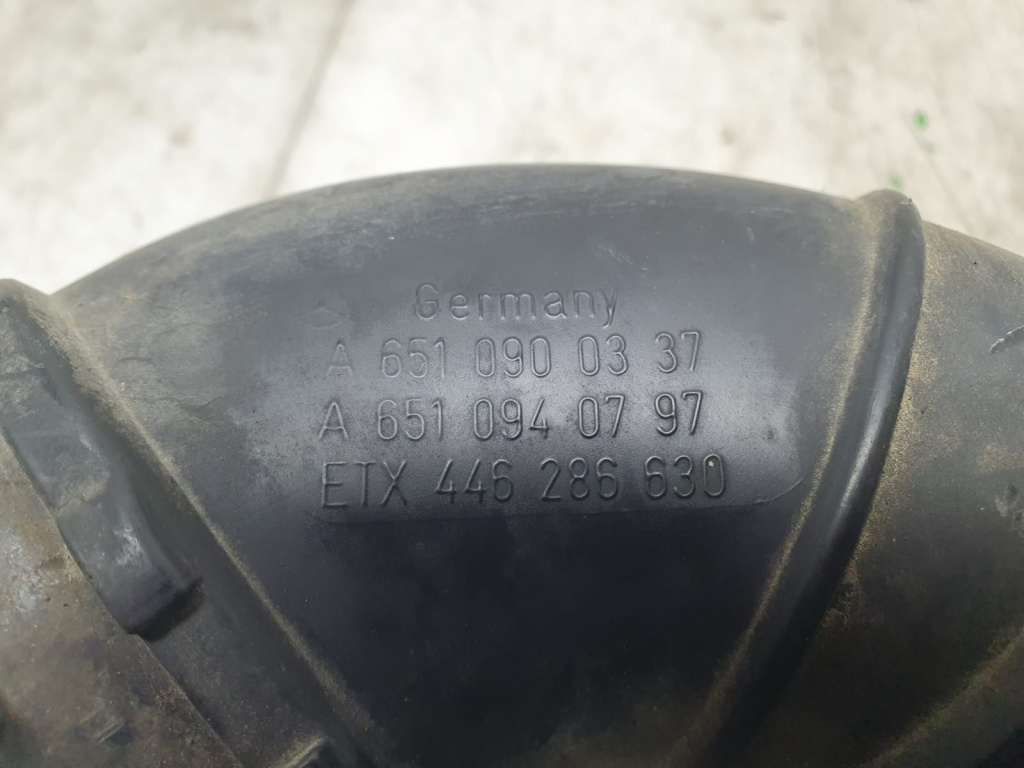 Germany
A 651 090 03 37
A 651 094 07 97
ETX 446 286 630